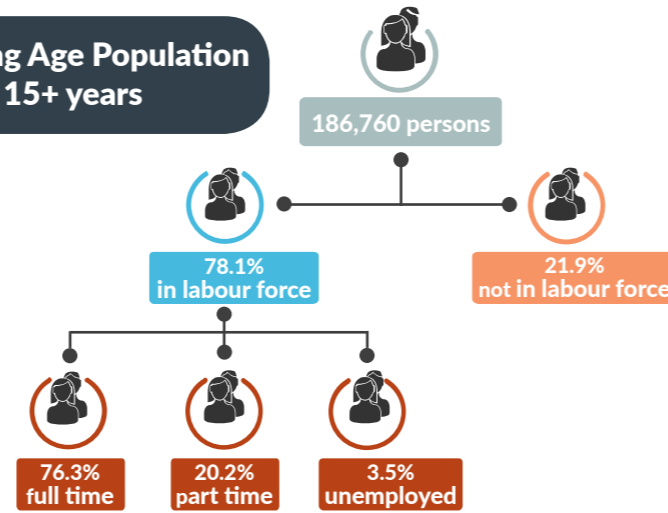 Age Population
15+ years
186,760 persons
78.1%
in labour force
21.9%
not in labour force
76.3%
full time
20.2%
part time
3.5%
unemployed